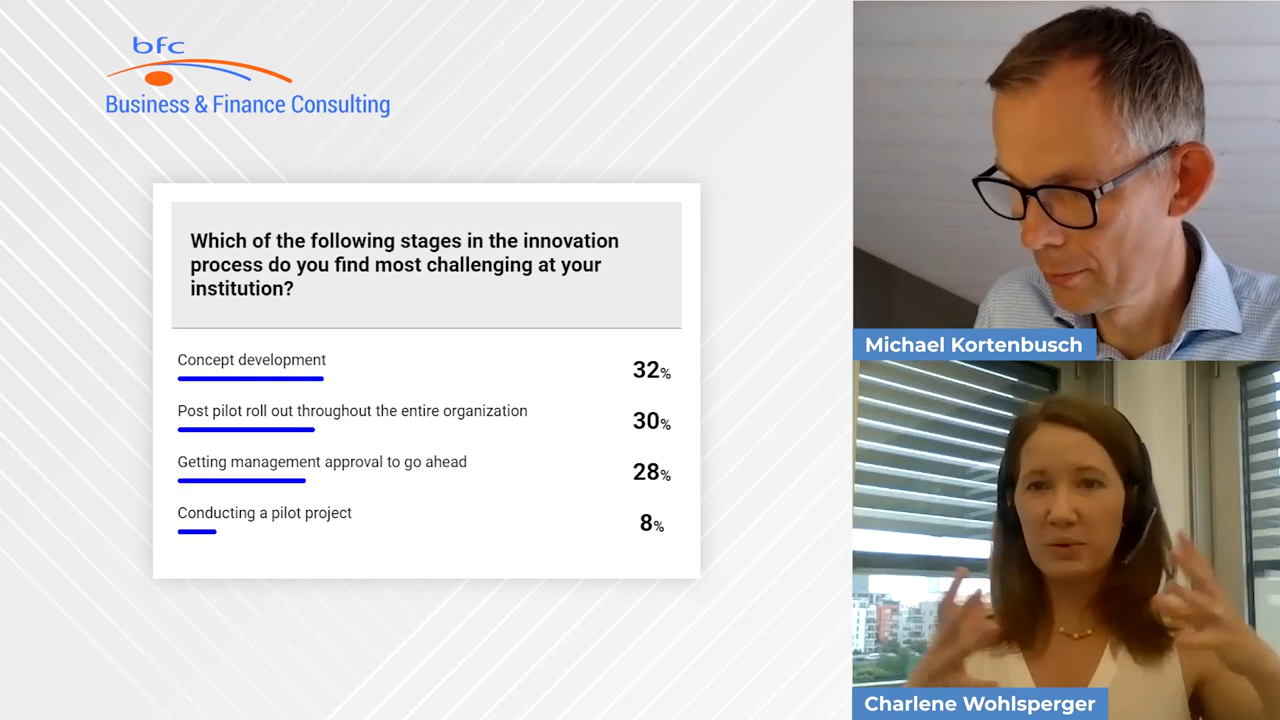 bfc
Business & Finance Consulting
Which of the following stages in the innovation
process do you find most challenging at your
institution?
Concept development
32%
Post pilot roll out throughout the entire organization
30%
Getting management approval to go ahead
28%
Conducting a pilot project
8%
Michael Kortenbusch
Charlene Wohlsperger